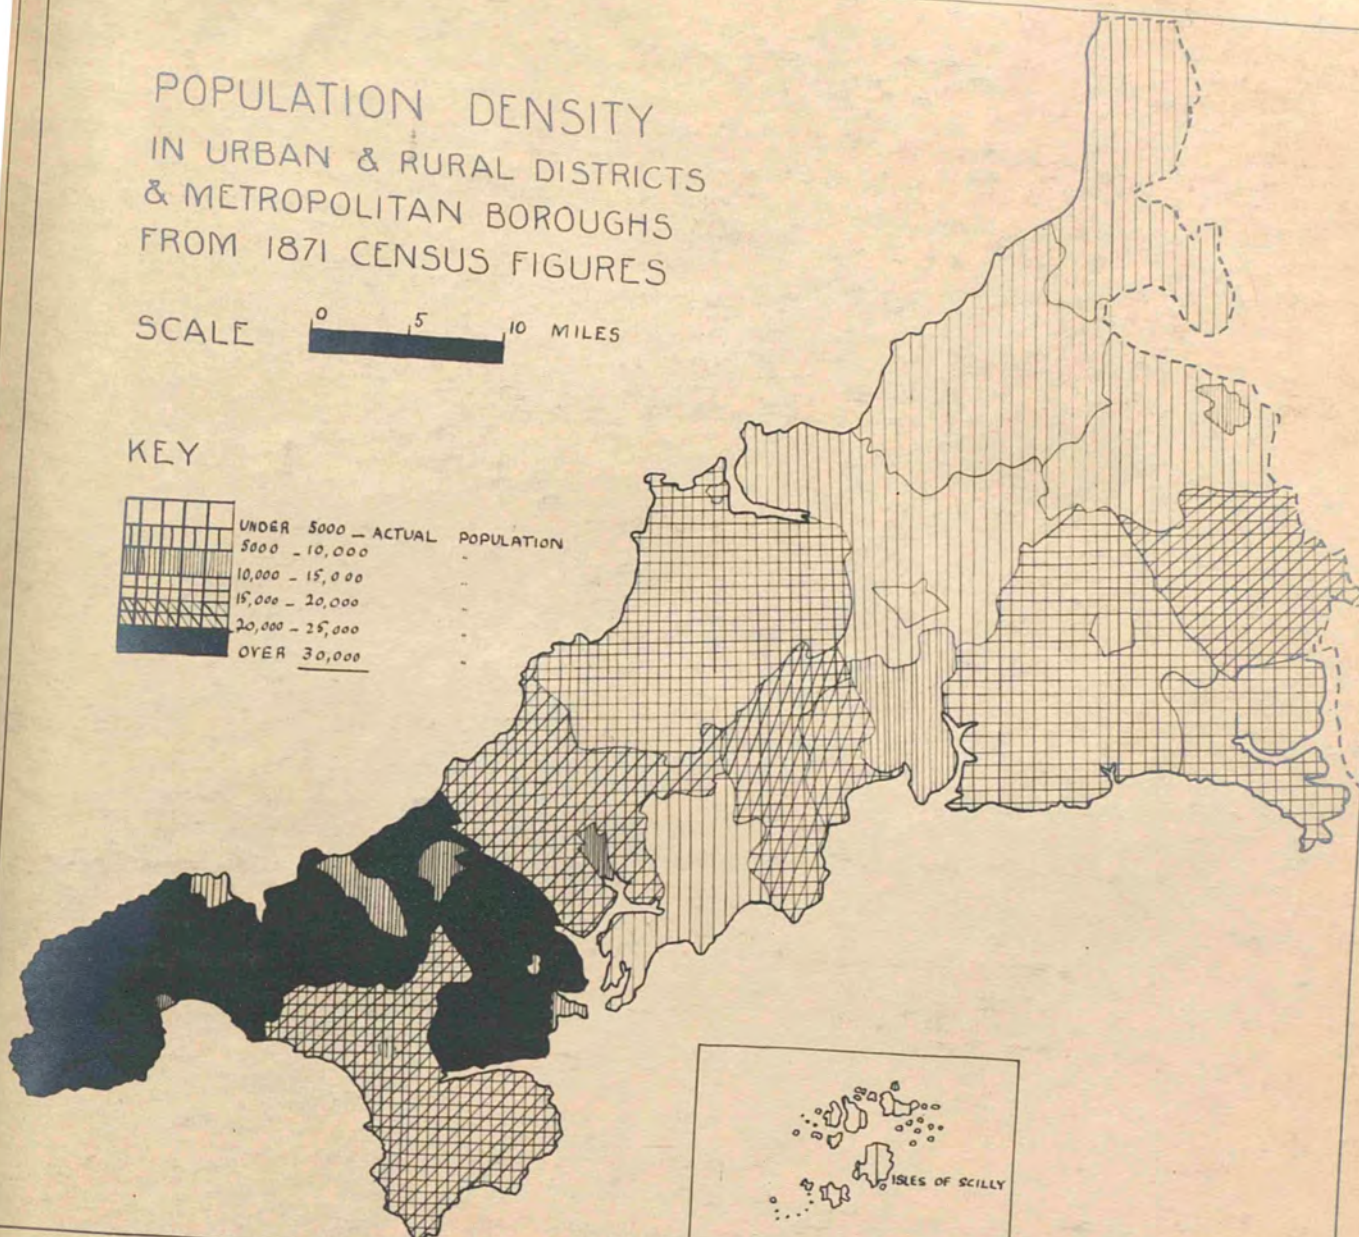 POPULATION DENSITY
IN URBAN & RURAL DISTRICTS
& METROPOLITAN BOROUGHS
FROM 1871 CENSUS FIGURES
SCALE 0 5 10 MILES
KEY
UNDER 5000 — ACTUAL POPULATION
5000 - 10,000 "
10,000 - 15,000 "
15,000 - 20,000 "
20,000 - 25,000 "
OVER 30,000 "
ISLES OF SCILLY